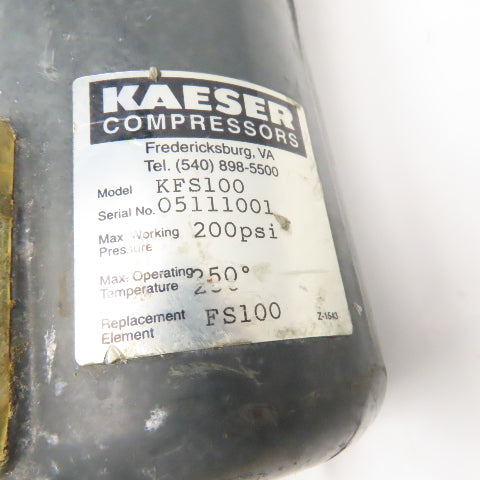 KAESER
COMPRESSORS
Fredericksburg, VA
Tel. (540) 898-5500
Model KFS100
Serial No. 05111001
Max. Working Pressure 200psi
Max. Operating Temperature 250°
Replacement Element FS100
Z-1543